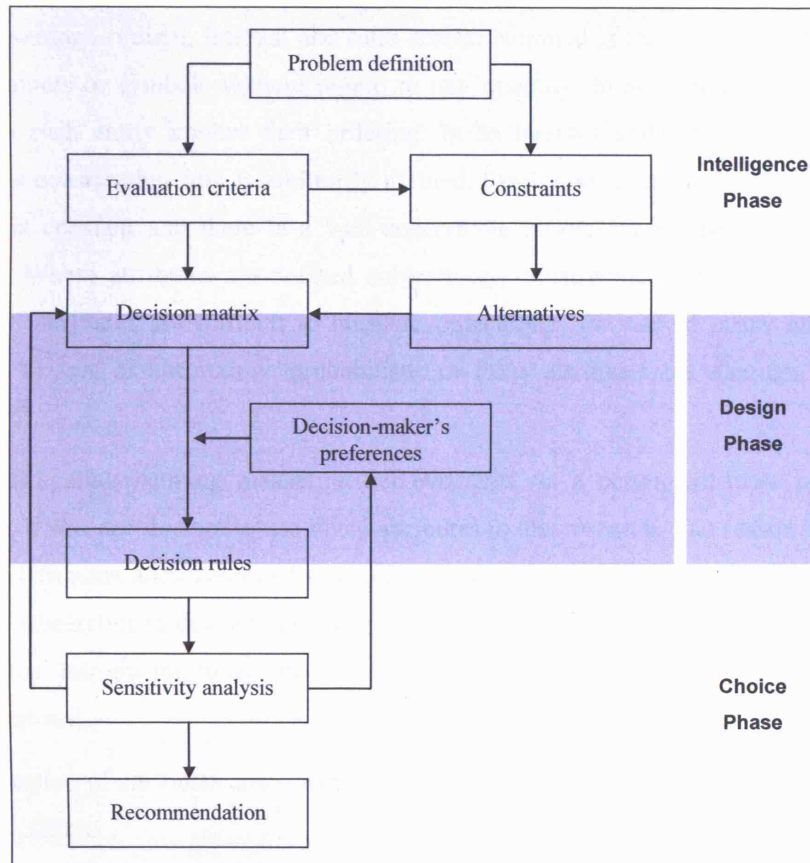 Problem definition
Evaluation criteria
Constraints
Intelligence
Phase
Decision matrix
Alternatives
Decision-maker's
preferences
Design
Phase
Decision rules
Sensitivity analysis
Choice
Phase
Recommendation